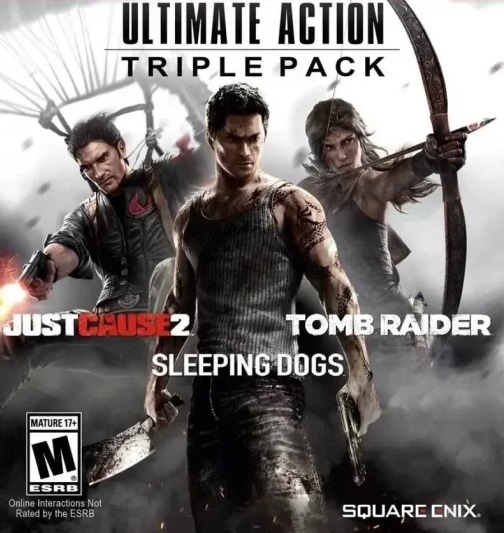 ULTIMATE ACTION
TRIPLE PACK
JUST CAUSE 2
TOMB RAIDER
SLEEPING DOGS
MATURE 17+
M
ESRB
Online Interactions Not
Rated by the ESRB
SQUARE ENIX.